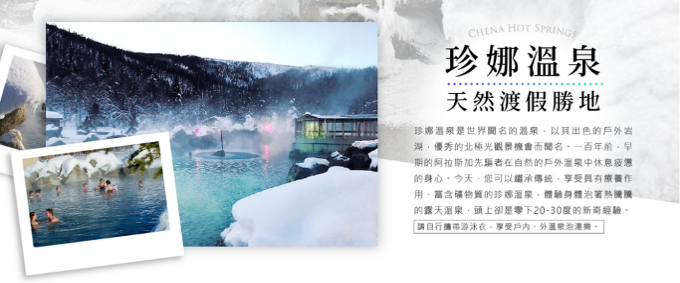 CHENA HOT SPRINGS
珍娜溫泉
天然渡假勝地
珍娜溫泉是世界聞名的溫泉，以其出色的戶外岩
湖，優秀的北極光觀景機會而聞名。一百年前，早
期的阿拉斯加先驅者在自然的戶外溫泉中休息疲憊
的身心。今天，您可以繼承傳統，享受具有療養作
用、富含礦物質的珍娜溫泉，體驗身體泡著熱騰騰
的露天溫泉，頭上卻是零下20-30度的新奇經驗。
請自行攜帶游泳衣，享受戶內、外溫泉泡湯樂。